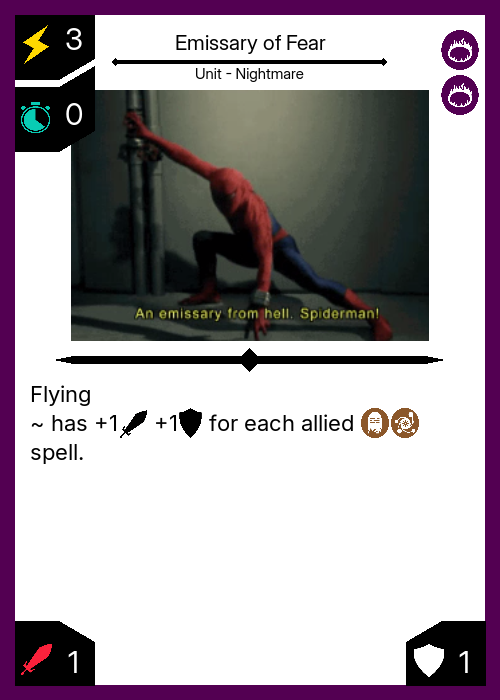 3
Emissary of Fear
Unit - Nightmare
0
An emissary from hell. Spiderman!
Flying
~ has +1 +1 for each allied
spell.
1
1